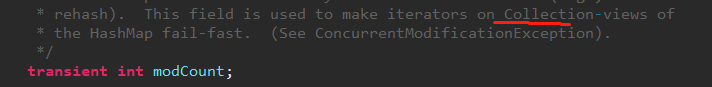 * rehash). This field is used to make iterators on Collection-views of
* the HashMap fail-fast. (See ConcurrentModificationException).
*/
transient int modCount;